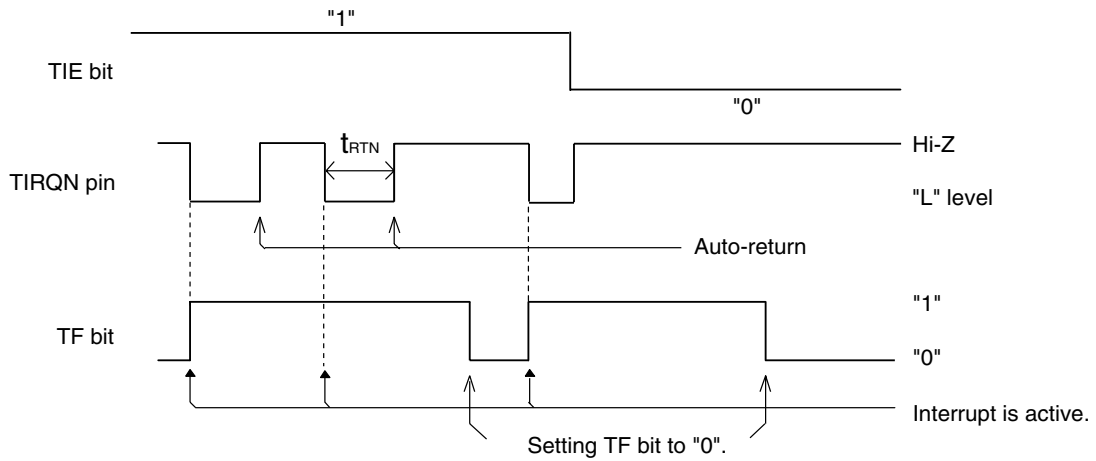 "1"
TIE bit
"0"
tRTN
Hi-Z
TIRQN pin
"L" level
Auto-return
"1"
TF bit
"0"
Interrupt is active.
Setting TF bit to "0".